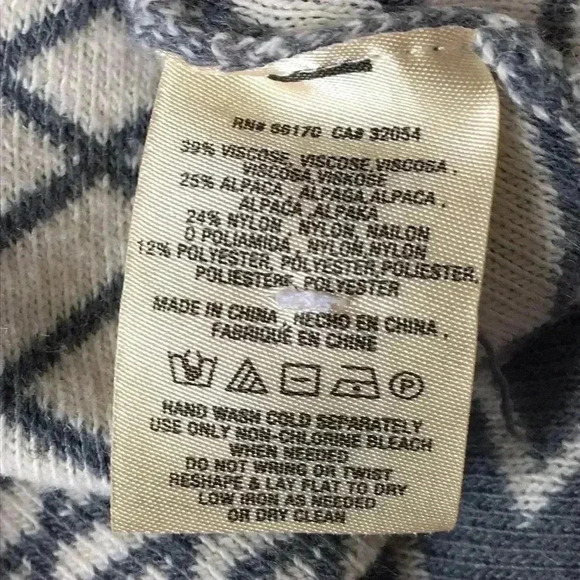 RN# 66170 CA# 32054
39% VISCOSE, VISCOSE, VISCOSA,
VISCOSA, VISKOSE
25% ALPACA, ALPAGA, ALPACA,
ALPACA, ALPAKA
24% NYLON, NYLON, NAILON
O POLIAMIDA, NYLON, NYLON
12% POLYESTER, PALYESTER, POLIESTER,
POLIESTERE, POLYESTER
MADE IN CHINA, HECHO EN CHINA,
FABRIQUÉ EN CHINE
P
HAND WASH COLD SEPARATELY
USE ONLY NON-CHLORINE BLEACH
WHEN NEEDED
DO NOT WRING OR TWIST
RESHAPE & LAY FLAT TO DRY
LOW IRON AS NEEDED
OR DRY CLEAN